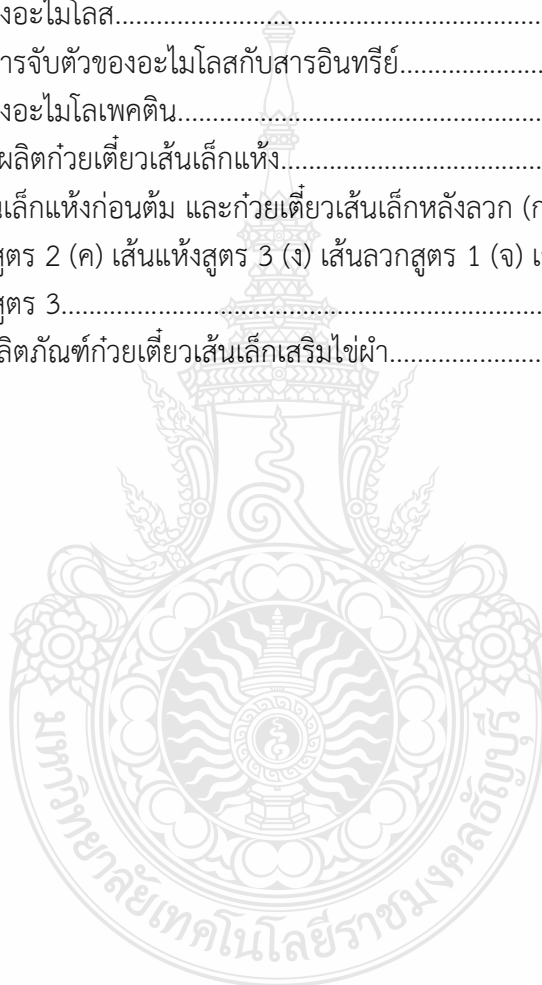 งอะไมโลส......................................................................
ารจับตัวของอะไมโลสกับสารอินทรีย์........................
งอะไมโลเพคติน............................................................
ผลิตก๋วยเตี๋ยวเส้นเล็กแห้ง...........................................
นเล็กแห้งก่อนต้ม และก๋วยเตี๋ยวเส้นเล็กหลังลวก (ก
สูตร 2 (ค) เส้นแห้งสูตร 3 (ง) เส้นลวกสูตร 1 (จ) เ
สูตร 3.............................................................................
ลิตภัณฑ์ก๋วยเตี๋ยวเส้นเล็กเสริมไข่ผำ.........................
มหาวิทยาลัยเทคโนโลยีราชมงคลธัญบุรี